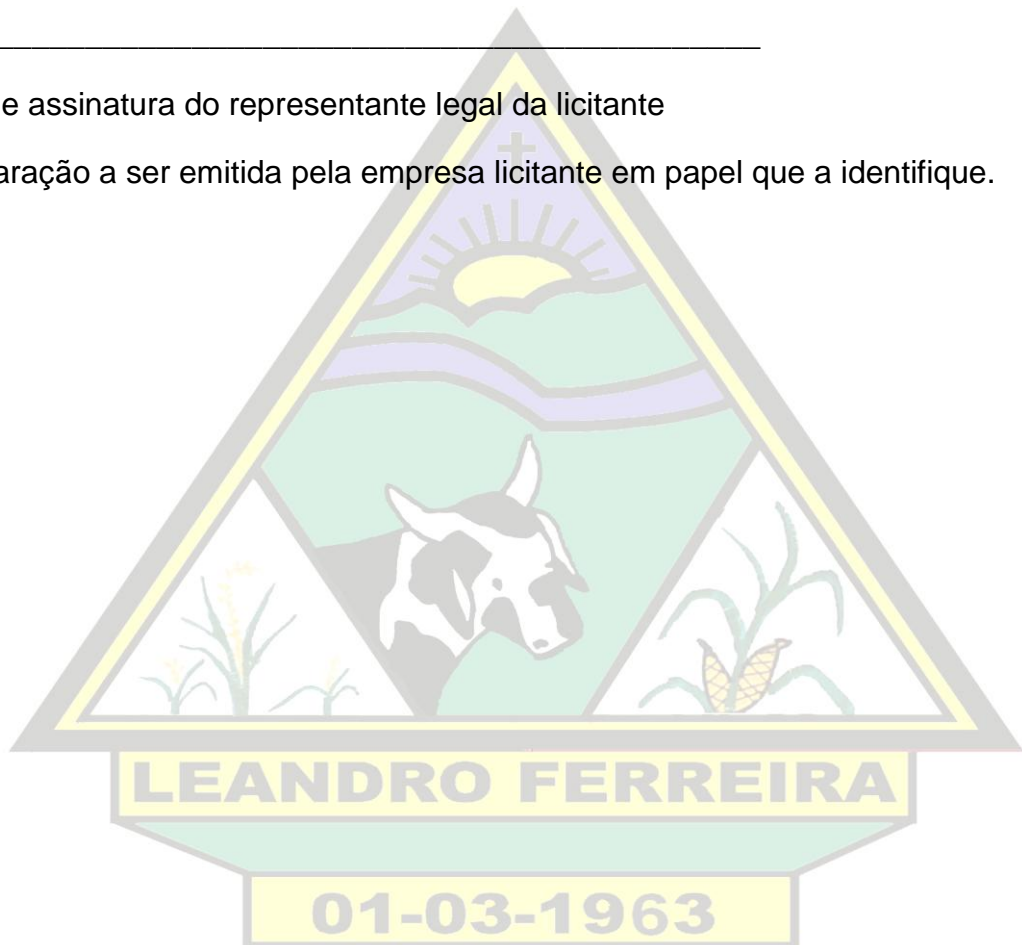 e assinatura do representante legal da licitante
aração a ser emitida pela empresa licitante em papel que a identifique.
LEANDRO FERREIRA
01-03-1963